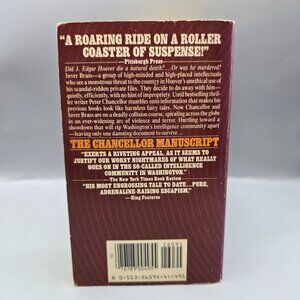 "A ROARING RIDE ON A ROLLER
COASTER OF SUSPENSE!"
—Pittsburgh Press
Did J. Edgar Hoover die a natural death?...Or was he murdered?
Inver Brass—a group of high-minded and high-placed intellectuals
who see a monstrous threat to the country in Hoover's unethical use
of his scandal-ridden private files. They decide to do away with him—
quietly, efficiently, with no hint of impropriety. Until bestselling thril-
ler writer Peter Chancellor stumbles onto information that makes his
previous books look like harmless fairy tales. Now Chancellor and
Inver Brass are on a deadly collision course, spiraling across the globe
in an ever-widening arc of violence and terror. Hurtling toward a
showdown that will rip Washington's intelligence community apart
—leaving only one damning document to survive...
THE CHANCELLOR MANUSCRIPT
"EXERTS A RIVETING APPEAL, AS IT SEEMS TO
JUSTIFY OUR WORST NIGHTMARES OF WHAT REALLY
GOES ON IN THE SO-CALLED INTELLIGENCE
COMMUNITY IN WASHINGTON."
—The New York Times Book Review
"HIS MOST ENGROSSING TALE TO DATE...PURE,
ADRENALINE-RAISING ESCAPISM."
—King Features
26094
0 76783 00495